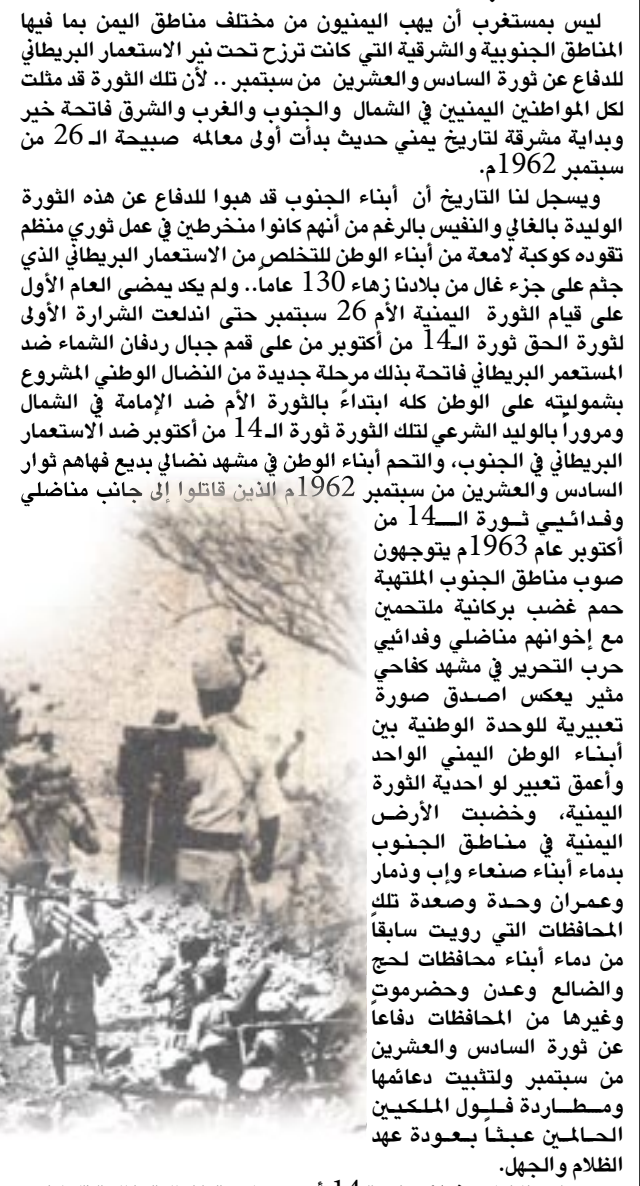 ليس بمستغرب أن يهب اليمنيون من مختلف مناطق اليمن بما فيها
المناطق الجنوبية والشرقية التي كانت ترزح تحت نير الاستعمار البريطاني
للدفاع عن ثورة السادس والعشرين من سبتمبر .. لأن تلك الثورة قد مثلت
لكل المواطنين اليمنيين في الشمال والجنوب والغرب والشرق فاتحة خير
وبداية مشرقة لتاريخ يمني حديث بدأت أولى معالمه صبيحة الـ 26 من
سبتمبر 1962م.
ويسجل لنا التاريخ أن أبناء الجنوب قد هبوا للدفاع عن هذه الثورة
الوليدة بالغالي والنفيس بالرغم من أنهم كانوا منخرطين في عمل ثوري منظم
تقوده كوكبة لامعة من أبناء الوطن للتخلص من الاستعمار البريطاني الذي
جثم على جزء غال من بلادنا زهاء 130 عاماً.. ولم يكد يمضى العام الأول
على قيام الثورة اليمنية الأم 26 سبتمبر حتى اندلعت الشرارة الأولى
لثورة الحق ثورة الـ14 من أكتوبر من على قمم جبال ردفان الشماء ضد
المستعمر البريطاني فاتحة بذلك مرحلة جديدة من النضال الوطني المشروع
بشموليته على الوطن كله ابتداءً بالثورة الأم ضد الإمامة في الشمال
ومروراً بالوليد الشرعي لتلك الثورة ثورة الـ14 من أكتوبر ضد الاستعمار
البريطاني في الجنوب، والتحم أبناء الوطن في مشهد نضالي بديع فهاهم ثوار
السادس والعشرين من سبتمبر 1962م الذين قاتلوا إلى جانب مناضلي
وفدائيي ثورة الـ14 من
أكتوبر عام 1963م يتوجهون
صوب مناطق الجنوب الملتهبة
حمم غضب بركانية ملتحمين
مع إخوانهم مناضلي وفدائيي
حرب التحرير في مشهد كفاحي
مثير يعكس اصدق صورة
تعبيرية للوحدة الوطنية بين
أبناء الوطن اليمني الواحد
وأعمق تعبير لو احدية الثورة
اليمنية، وخضبت الأرض
اليمنية في مناطق الجنوب
بدماء أبناء صنعاء وإب وذمار
وعمران وحدة وصعدة تلك
المحافظات التي رويت سابقاً
من دماء أبناء محافظات لحج
والضالع وعدن وحضرموت
وغيرها من المحافظات دفاعاً
عن ثورة السادس والعشرين
من سبتمبر ولتثبيت دعائمها
ومطاردة فلول الملكيين
الحالمين عبثاً بعودة عهد
الظلام والجهل.